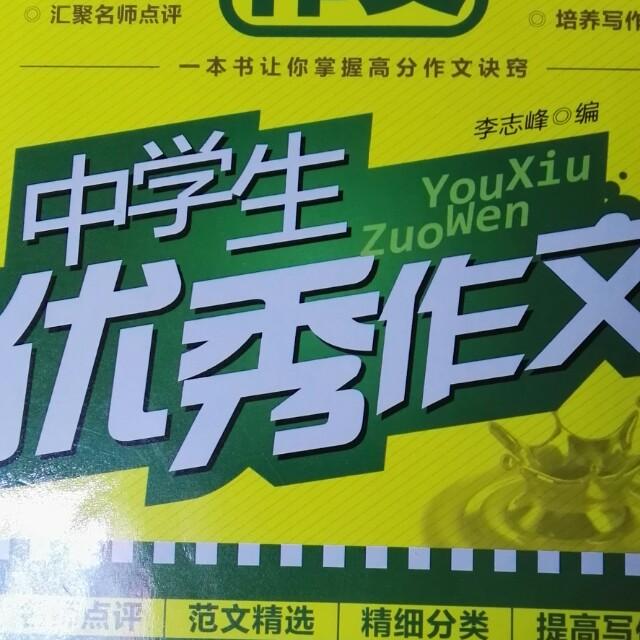 ◎ 汇聚名师点评
◎ 培养写作
一本书让你掌握高分作文诀窍
李志峰◎编
中学生
YouXiu
ZuoWen
优秀作文
名师点评 范文精选 精细分类 提高写